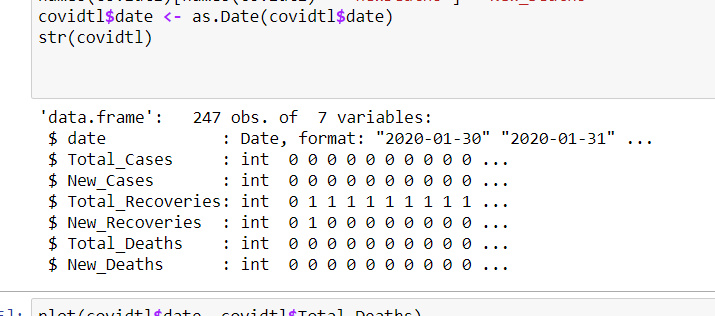 covidtl$date <- as.Date(covidtl$date)
str(covidtl)
'data.frame':   247 obs. of  7 variables:
 $ date            : Date, format: "2020-01-30" "2020-01-31" ...
 $ Total_Cases     : int  0 0 0 0 0 0 0 0 0 0 ...
 $ New_Cases       : int  0 0 0 0 0 0 0 0 0 0 ...
 $ Total_Recoveries: int  0 1 1 1 1 1 1 1 1 1 ...
 $ New_Recoveries  : int  0 1 0 0 0 0 0 0 0 0 ...
 $ Total_Deaths    : int  0 0 0 0 0 0 0 0 0 0 ...
 $ New_Deaths      : int  0 0 0 0 0 0 0 0 0 0 ...
plot(covidtl$date, covidtl$Total_Deaths)